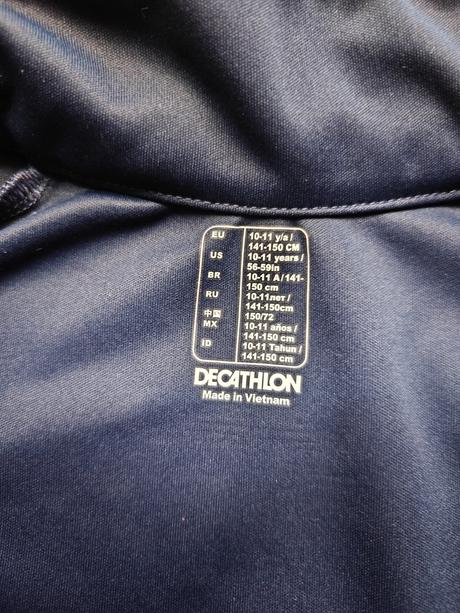 EU 10-11 y/a /
141-150 CM
US 10-11 years /
56-59in
BR 10-11 A/141-
150 cm
RU 10-11лет /
141-150cm
中国 150/72
MX 10-11 años /
141-150 cm
ID 10-11 Tahun /
141-150 cm
DECATHLON
Made in Vietnam